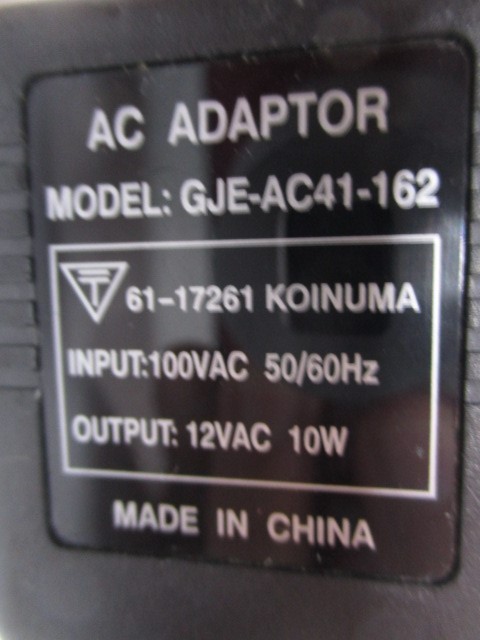 AC ADAPTOR
MODEL: GJE-AC41-162
61-17261 KOINUMA
INPUT:100VAC 50/60Hz
OUTPUT: 12VAC 10W
MADE IN CHINA